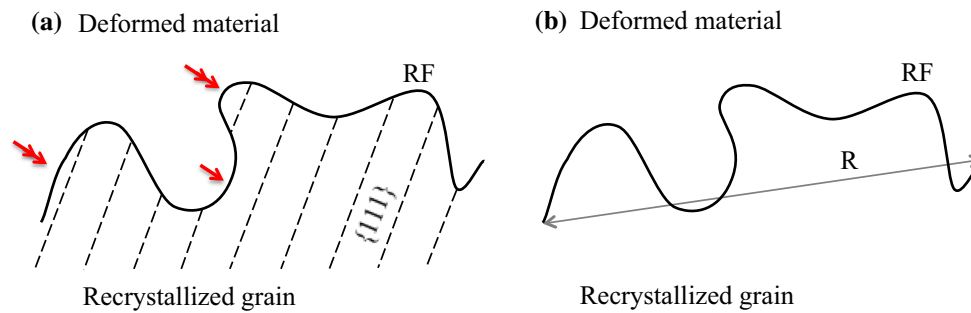 (a) Deformed material
RF
{111}
Recrystallized grain
(b) Deformed material
RF
R
Recrystallized grain